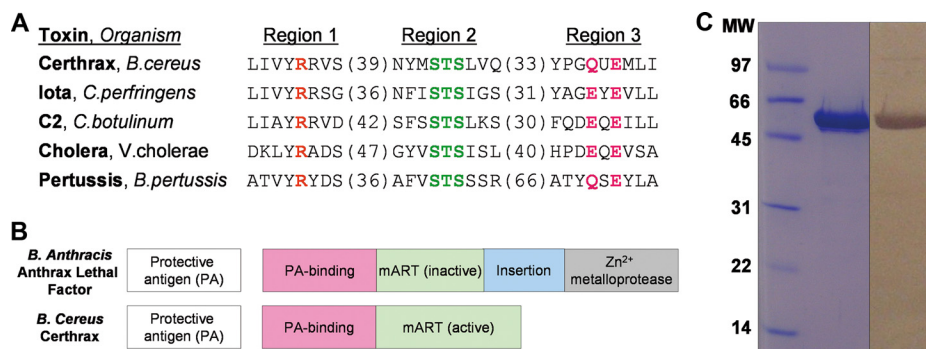 A
Toxin, Organism Region 1 Region 2 Region 3
Certhrax, B.cereus LIVYRRVS (39) NYMSTSLVQ (33) YPGQUEMLI
Iota, C.perfringens LIVYRRSG (36) NFISTSIGS (31) YAGEYEVLL
C2, C.botulinum LIAYRRVD (42) SFSSTSLKS (30) FQDEQEILL
Cholera, V.cholerae DKLYRADS (47) GYVSTSISL (40) HPDEQEVSA
Pertussis, B.pertussis ATVYRYDS (36) AFVSTSSSR (66) ATYQSEYLA
B
B. Anthracis
Anthrax Lethal
Factor
Protective
antigen (PA)
PA-binding
mART (inactive)
Insertion
Zn2+
metalloprotease
B. Cereus
Certhrax
Protective
antigen (PA)
PA-binding
mART (active)
C
MW
97
66
45
31
22
14